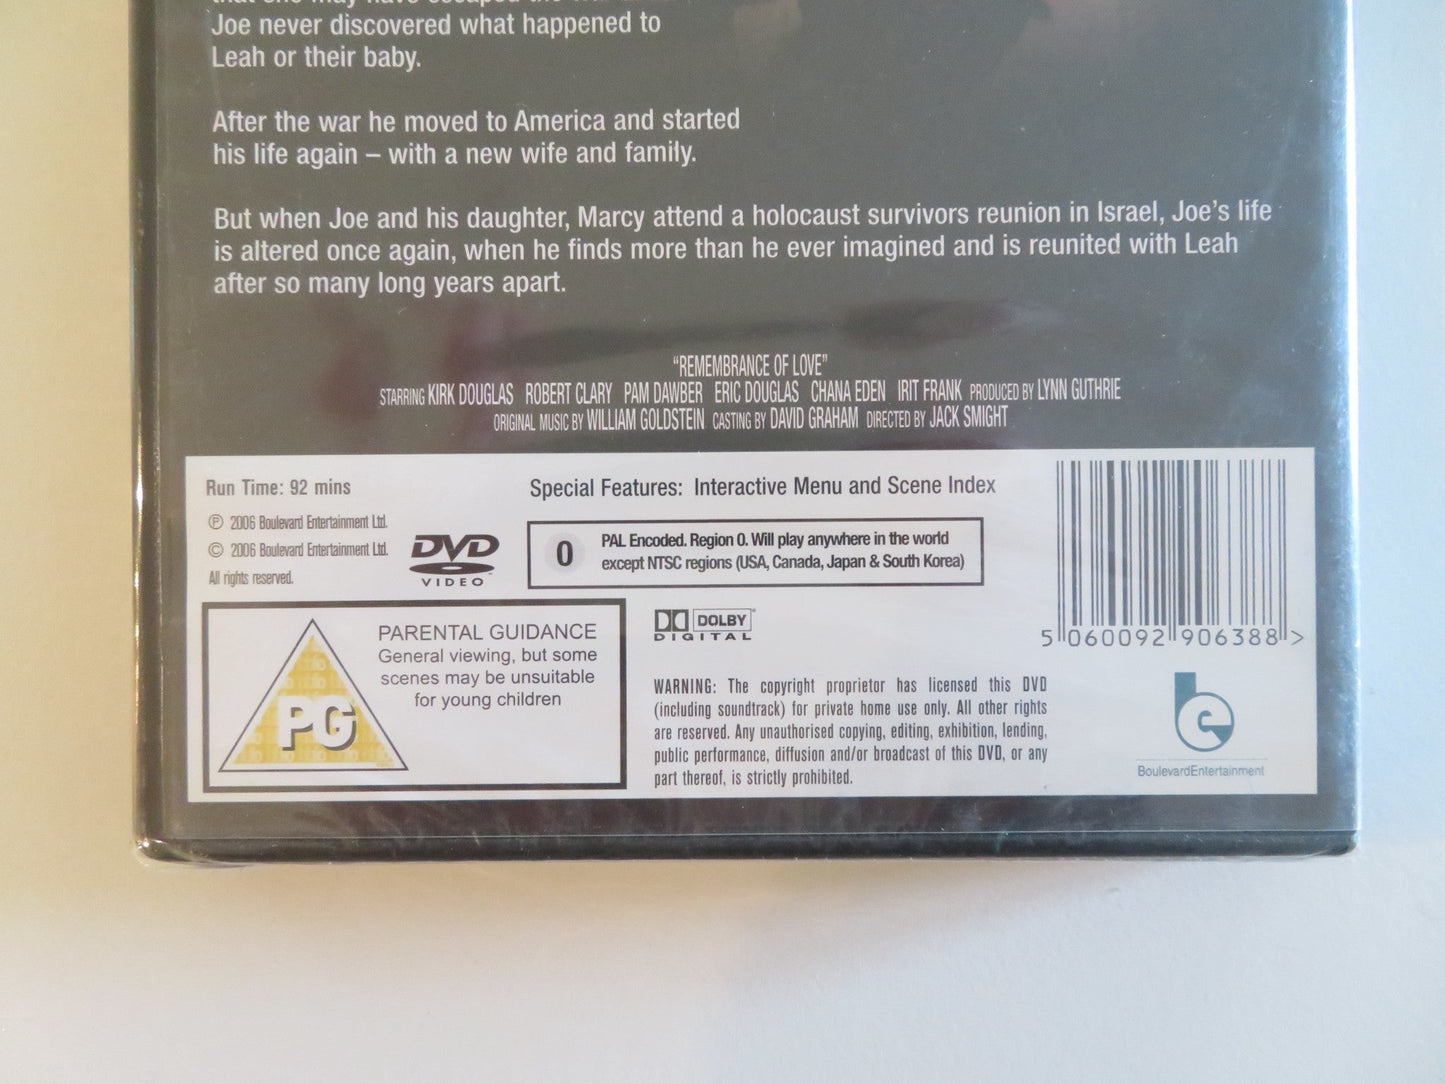 Joe never discovered what happened to
Leah or their baby.
After the war he moved to America and started
his life again – with a new wife and family.
But when Joe and his daughter, Marcy attend a holocaust survivors reunion in Israel, Joe's life
is altered once again, when he finds more than he ever imagined and is reunited with Leah
after so many long years apart.
"REMEMBRANCE OF LOVE"
STARRING KIRK DOUGLAS ROBERT CLARY PAM DAWBER ERIC DOUGLAS CHANA EDEN IRIT FRANK PRODUCED BY LYNN GUTHRIE
ORIGINAL MUSIC BY WILLIAM GOLDSTEIN CASTING BY DAVID GRAHAM DIRECTED BY JACK SMIGHT
Run Time: 92 mins
℗ 2006 Boulevard Entertainment Ltd.
© 2006 Boulevard Entertainment Ltd.
All rights reserved.
DVD
VIDEO
Special Features: Interactive Menu and Scene Index
0
PAL Encoded. Region 0. Will play anywhere in the world
except NTSC regions (USA, Canada, Japan & South Korea)
PG
PARENTAL GUIDANCE
General viewing, but some
scenes may be unsuitable
for young children
DOLBY
DIGITAL
WARNING: The copyright proprietor has licensed this DVD
(including soundtrack) for private home use only. All other rights
are reserved. Any unauthorised copying, editing, exhibition, lending,
public performance, diffusion and/or broadcast of this DVD, or any
part thereof, is strictly prohibited.
5 060092 906388 >
be
BoulevardEntertainment